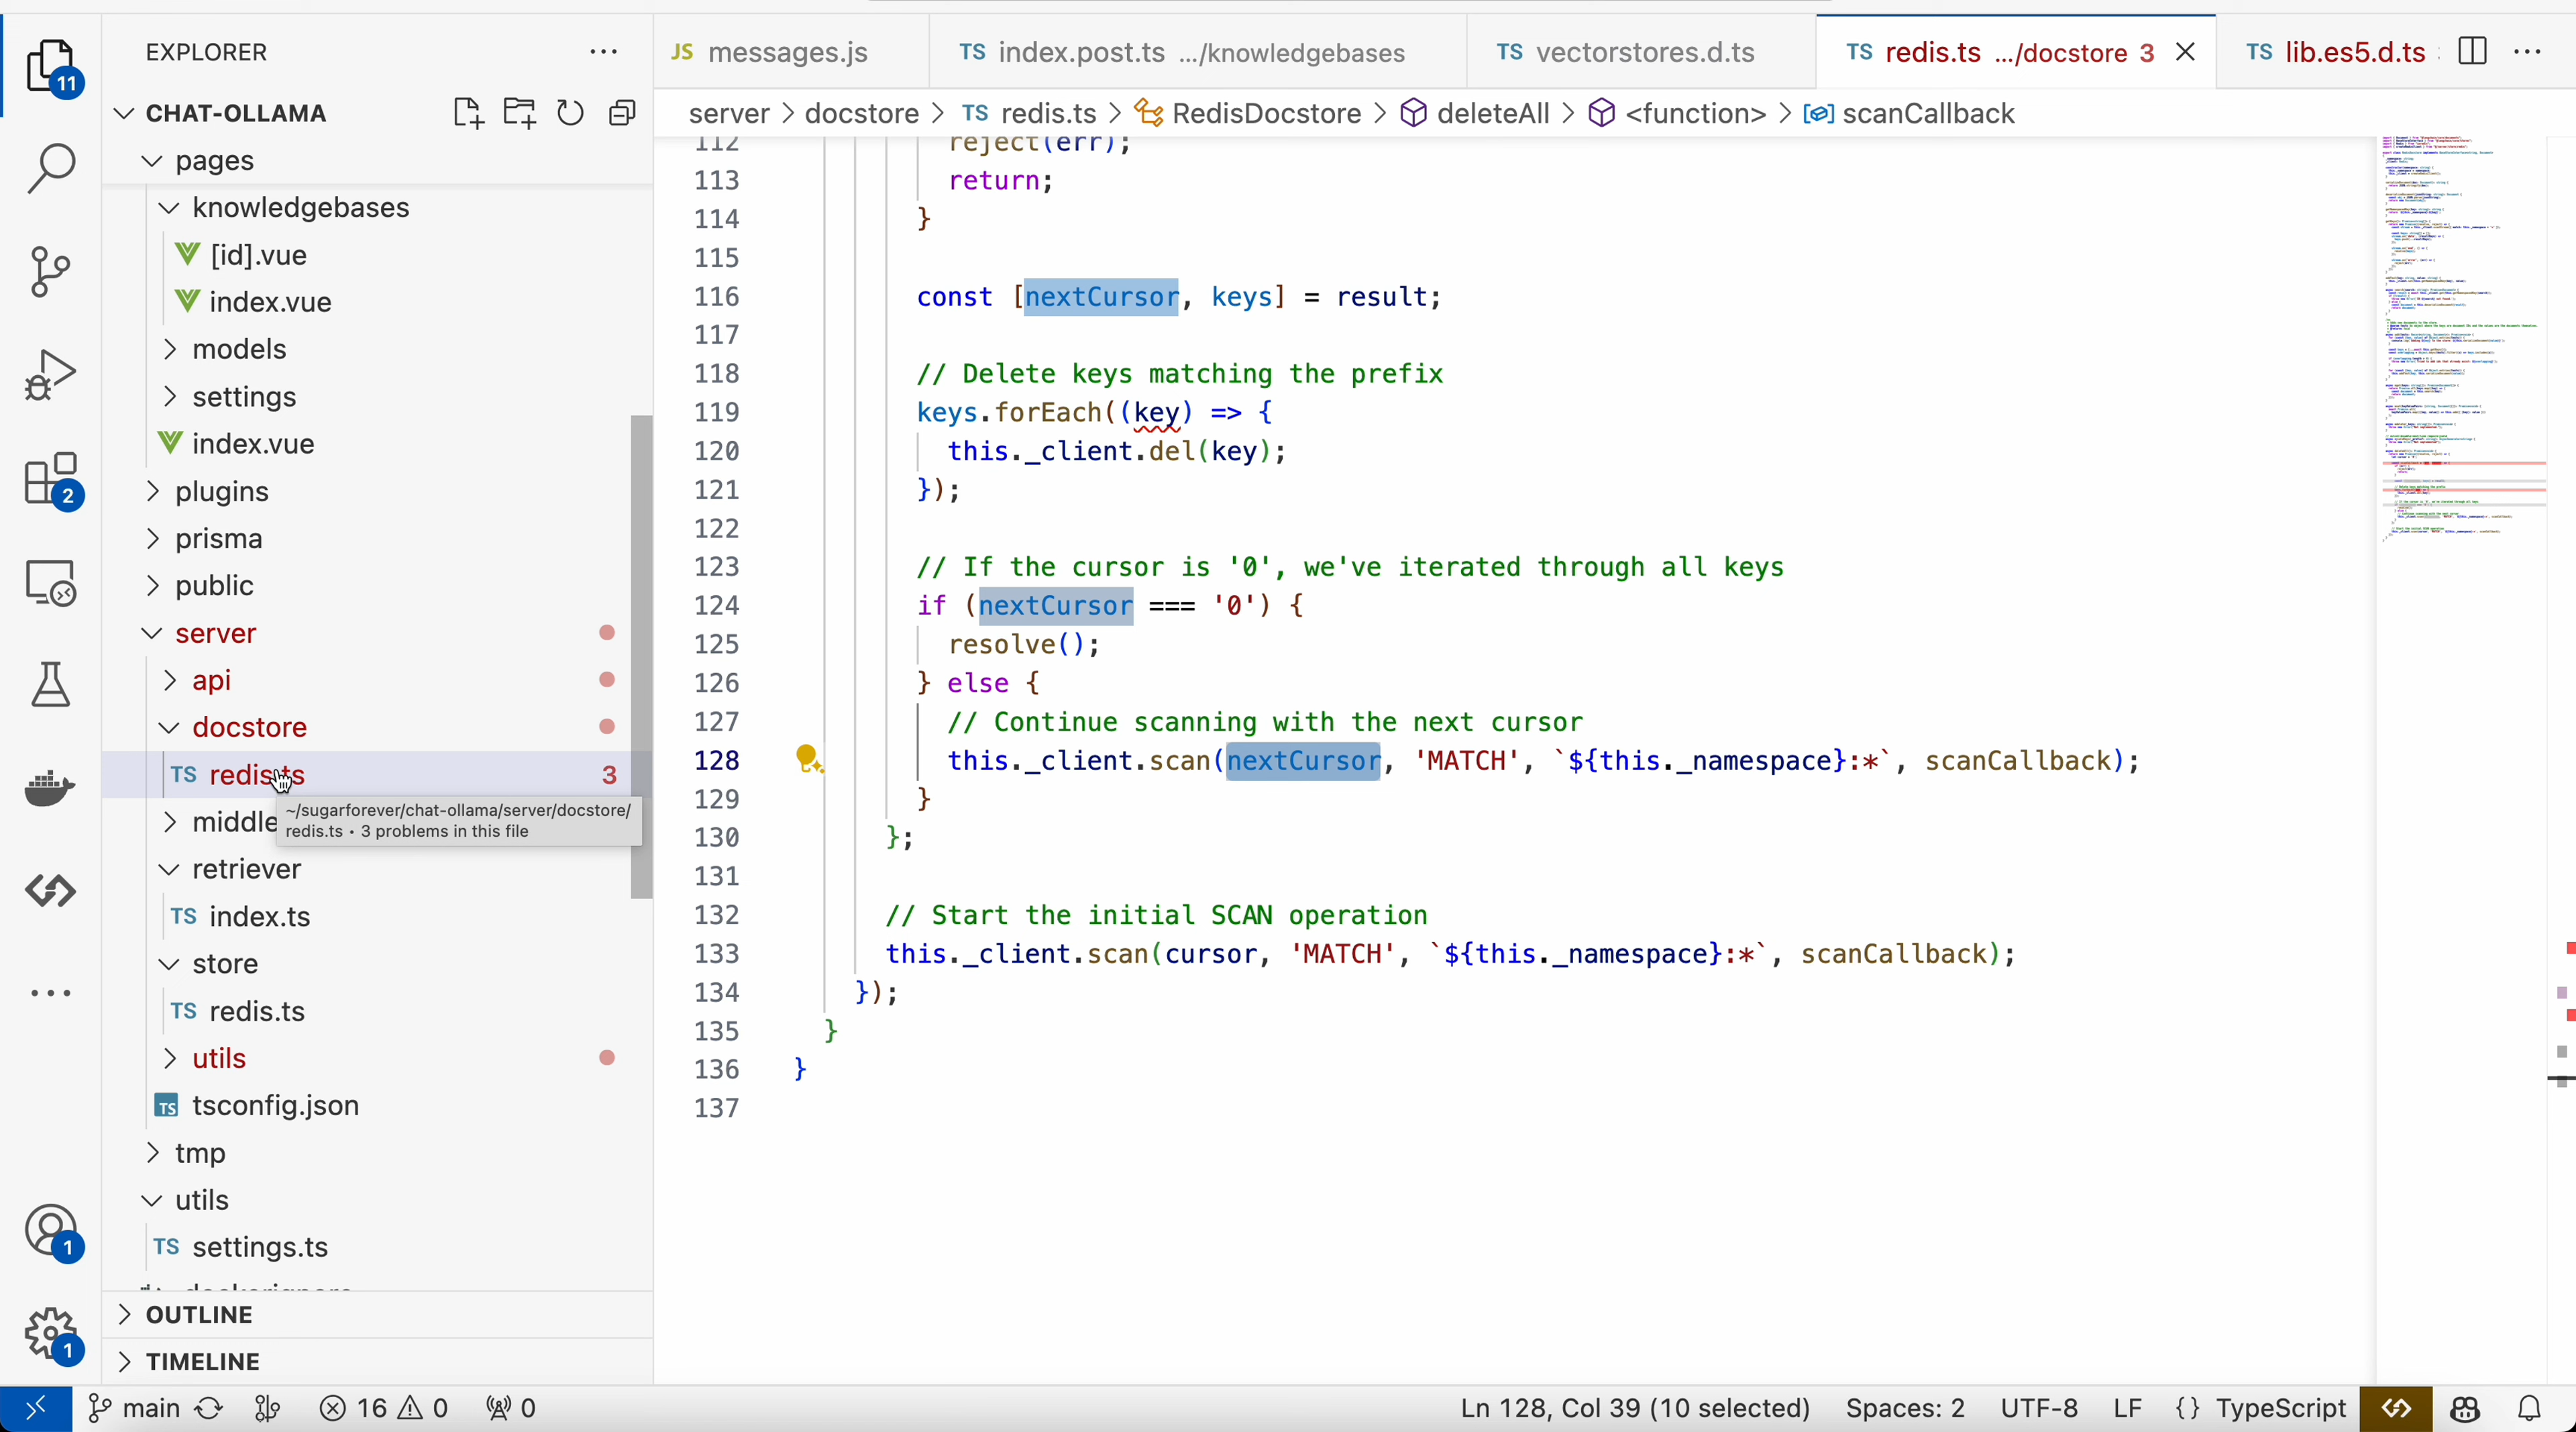 EXPLORER
11
CHAT-OLLAMA
pages
knowledgebases
[id].vue
index.vue
models
settings
index.vue
plugins
2
prisma
public
server
api
docstore
TS redis.ts 3
middle
~/sugarforever/chat-ollama/server/docstore/
redis.ts • 3 problems in this file
retriever
TS index.ts
store
TS redis.ts
utils
TS tsconfig.json
tmp
utils
TS settings.ts
1
OUTLINE
1
TIMELINE
JS messages.js
TS index.post.ts .../knowledgebases
TS vectorstores.d.ts
TS redis.ts .../docstore 3
TS lib.es5.d.ts
server > docstore > TS redis.ts > RedisDocstore > deleteAll > <function> > scanCallback
112 reject(err);
113 return;
114 }
115
116 const [nextCursor, keys] = result;
117
118 // Delete keys matching the prefix
119 keys.forEach((key) => {
120 this._client.del(key);
121 });
122
123 // If the cursor is '0', we've iterated through all keys
124 if (nextCursor === '0') {
125 resolve();
126 } else {
127 // Continue scanning with the next cursor
128 this._client.scan(nextCursor, 'MATCH', `${this._namespace}:*`, scanCallback);
129 }
130 };
131
132 // Start the initial SCAN operation
133 this._client.scan(cursor, 'MATCH', `${this._namespace}:*`, scanCallback);
134 });
135 }
136 }
137
main 16 0 0
Ln 128, Col 39 (10 selected) Spaces: 2 UTF-8 LF {} TypeScript